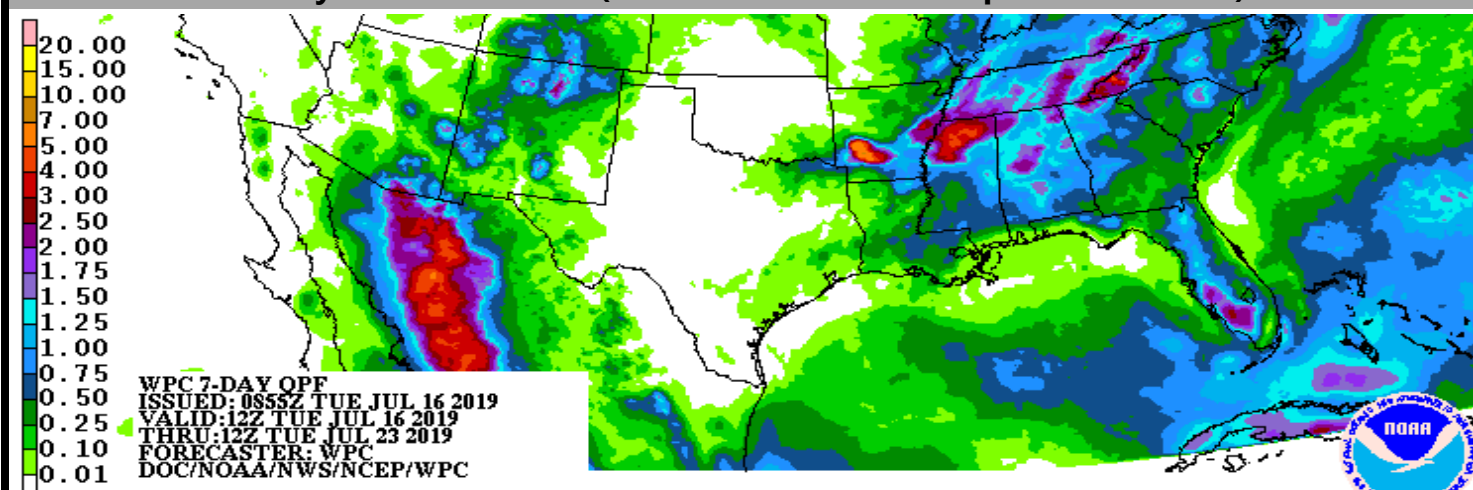 20.00
15.00
10.00
7.00
5.00
4.00
3.00
2.50
2.00
1.75
1.50
1.25
1.00
0.75
0.50
0.25
0.10
0.01
WPC 7-DAY QPF
ISSUED: 0855Z TUE JUL 16 2019
VALID:12Z TUE JUL 16 2019
THRU:12Z TUE JUL 23 2019
FORECASTER: WPC
DOC/NOAA/NWS/NCEP/WPC
NOAA